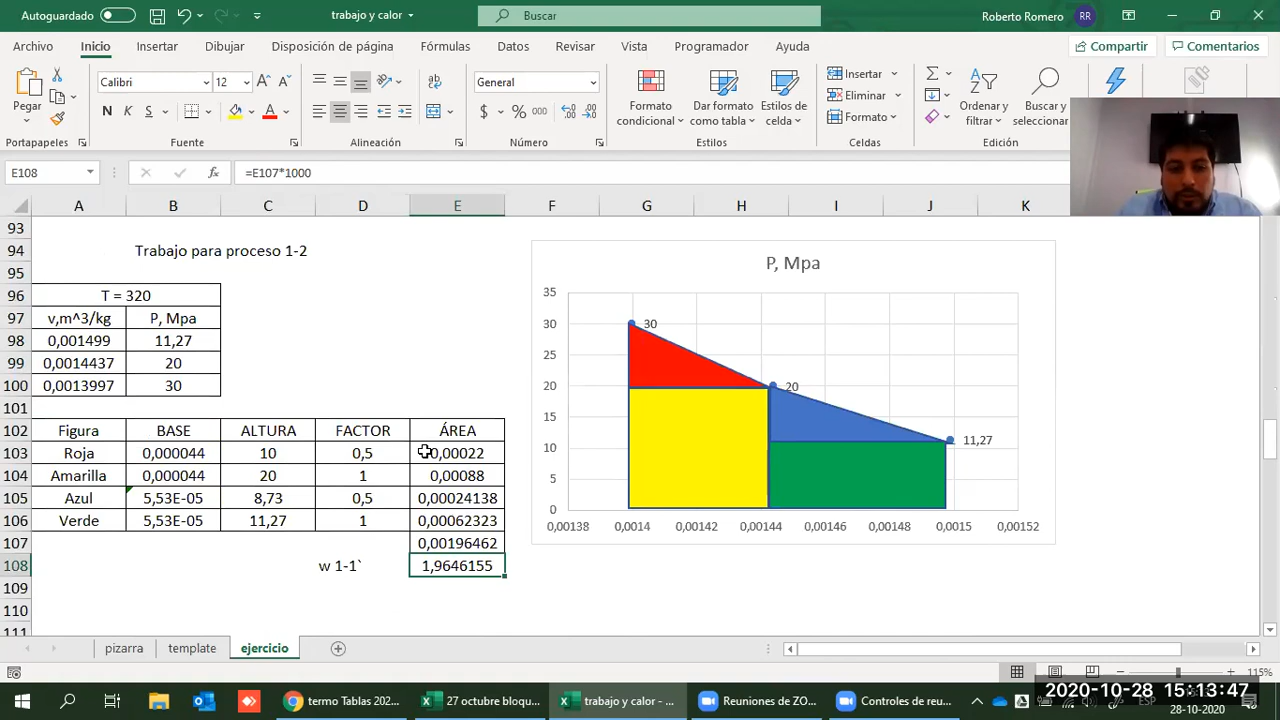 Autoguardado
trabajo y calor
Buscar
Roberto Romero RR
Archivo Inicio Insertar Dibujar Disposición de página Fórmulas Datos Revisar Vista Programador Ayuda
Compartir Comentarios
Pegar
Calibri 12
N K S
General
$ % 000
Formato condicional
Dar formato como tabla
Estilos de celda
Insertar
Eliminar
Formato
Ordenar y filtrar
Buscar y seleccionar
Portapapeles Fuente Alineación Número Estilos Celdas Edición
E108 fx =E107*1000
A B C D E F G H I J K
93
94 Trabajo para proceso 1-2
95
96 T = 320
97 v,m^3/kg P, Mpa
98 0,001499 11,27
99 0,0014437 20
100 0,0013997 30
101
102 Figura BASE ALTURA FACTOR ÁREA
103 Roja 0,000044 10 0,5 0,00022
104 Amarilla 0,000044 20 1 0,00088
105 Azul 5,53E-05 8,73 0,5 0,00024138
106 Verde 5,53E-05 11,27 1 0,00062323
107 0,00196462
108 w 1-1` 1,9646155
109
110
111
P, Mpa
35
30
25
20
15
10
5
0
30
20
11,27
0,00138 0,0014 0,00142 0,00144 0,00146 0,00148 0,0015 0,00152
pizarra template ejercicio
115%
termo Tablas 202...
27 octubre bloqu...
trabajo y calor - ...
Reuniones de ZO...
Controles de reu...
ESP
28-10-2020
2020-10-28 15:13:47